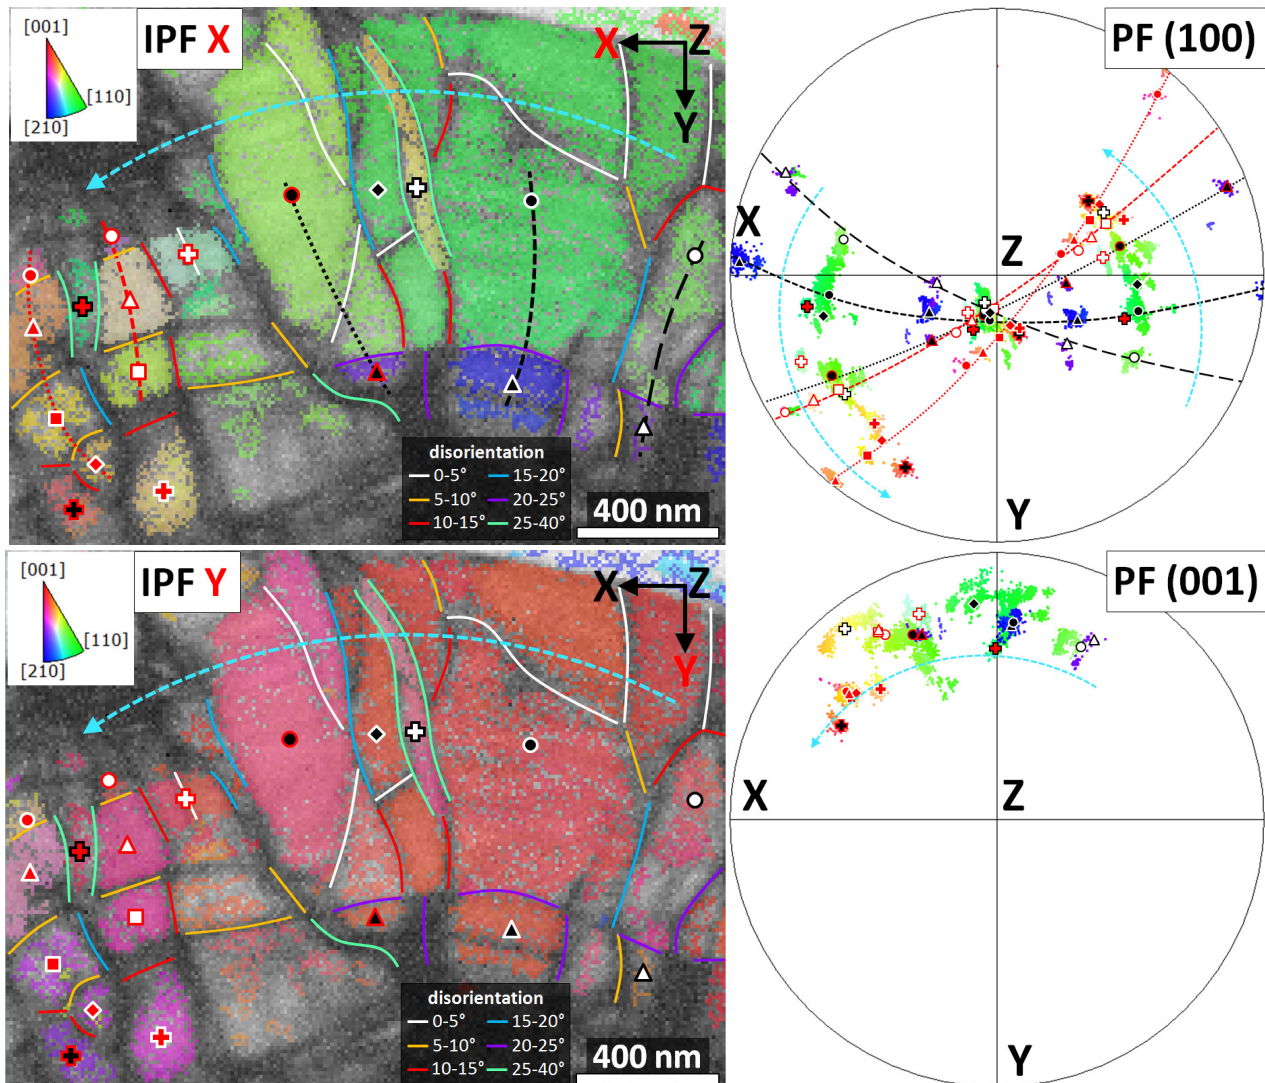 [001]
[110]
[210]
IPF X
X
Z
Y
disorientation
0-5° 15-20°
5-10° 20-25°
10-15° 25-40°
400 nm
PF (100)
X
Z
Y
[001]
[110]
[210]
IPF Y
X
Z
Y
disorientation
0-5° 15-20°
5-10° 20-25°
10-15° 25-40°
400 nm
PF (001)
X
Z
Y